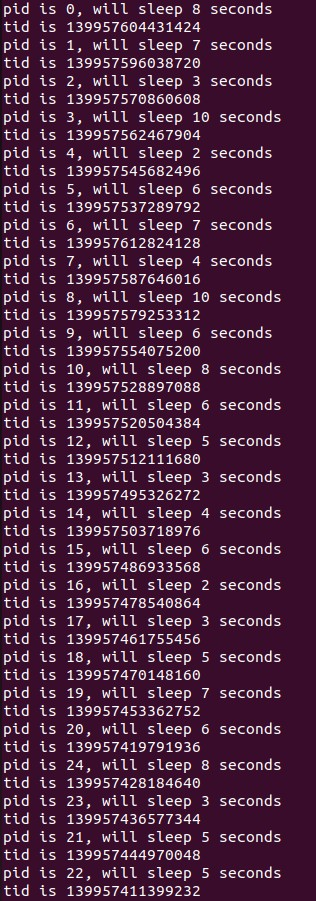 pid is 0, will sleep 8 seconds
tid is 139957604431424
pid is 1, will sleep 7 seconds
tid is 139957596038720
pid is 2, will sleep 3 seconds
tid is 139957570860608
pid is 3, will sleep 10 seconds
tid is 139957562467904
pid is 4, will sleep 2 seconds
tid is 139957545682496
pid is 5, will sleep 6 seconds
tid is 139957537289792
pid is 6, will sleep 7 seconds
tid is 139957612824128
pid is 7, will sleep 4 seconds
tid is 139957587646016
pid is 8, will sleep 10 seconds
tid is 139957579253312
pid is 9, will sleep 6 seconds
tid is 139957554075200
pid is 10, will sleep 8 seconds
tid is 139957528897088
pid is 11, will sleep 6 seconds
tid is 139957520504384
pid is 12, will sleep 5 seconds
tid is 139957512111680
pid is 13, will sleep 3 seconds
tid is 139957495326272
pid is 14, will sleep 4 seconds
tid is 139957503718976
pid is 15, will sleep 6 seconds
tid is 139957486933568
pid is 16, will sleep 2 seconds
tid is 139957478540864
pid is 17, will sleep 3 seconds
tid is 139957461755456
pid is 18, will sleep 5 seconds
tid is 139957470148160
pid is 19, will sleep 7 seconds
tid is 139957453362752
pid is 20, will sleep 6 seconds
tid is 139957419791936
pid is 24, will sleep 8 seconds
tid is 139957428184640
pid is 23, will sleep 3 seconds
tid is 139957436577344
pid is 21, will sleep 5 seconds
tid is 139957444970048
pid is 22, will sleep 5 seconds
tid is 139957411399232